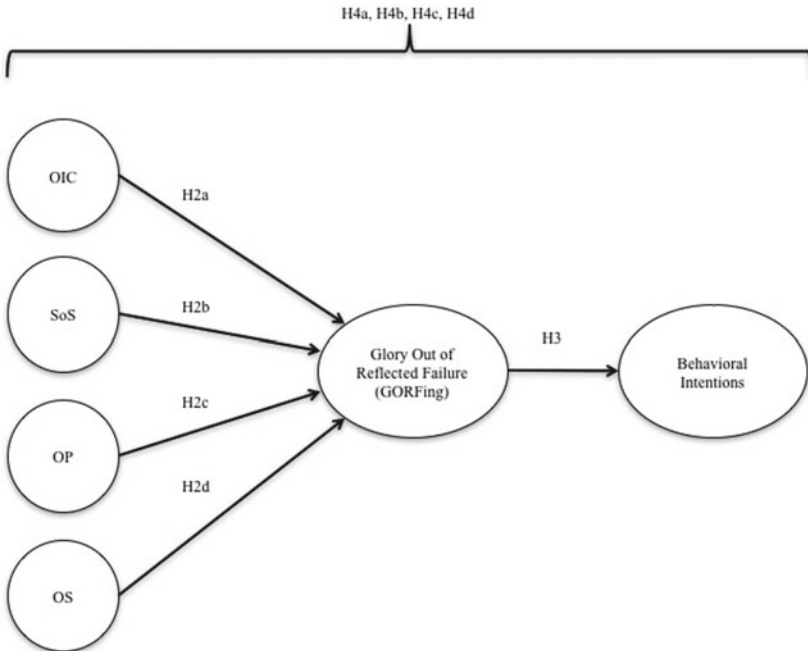 H4a, H4b, H4c, H4d
OIC
H2a
SoS
H2b
OP
H2c
OS
H2d
Glory Out of
Reflected Failure
(GORFing)
H3
Behavioral
Intentions